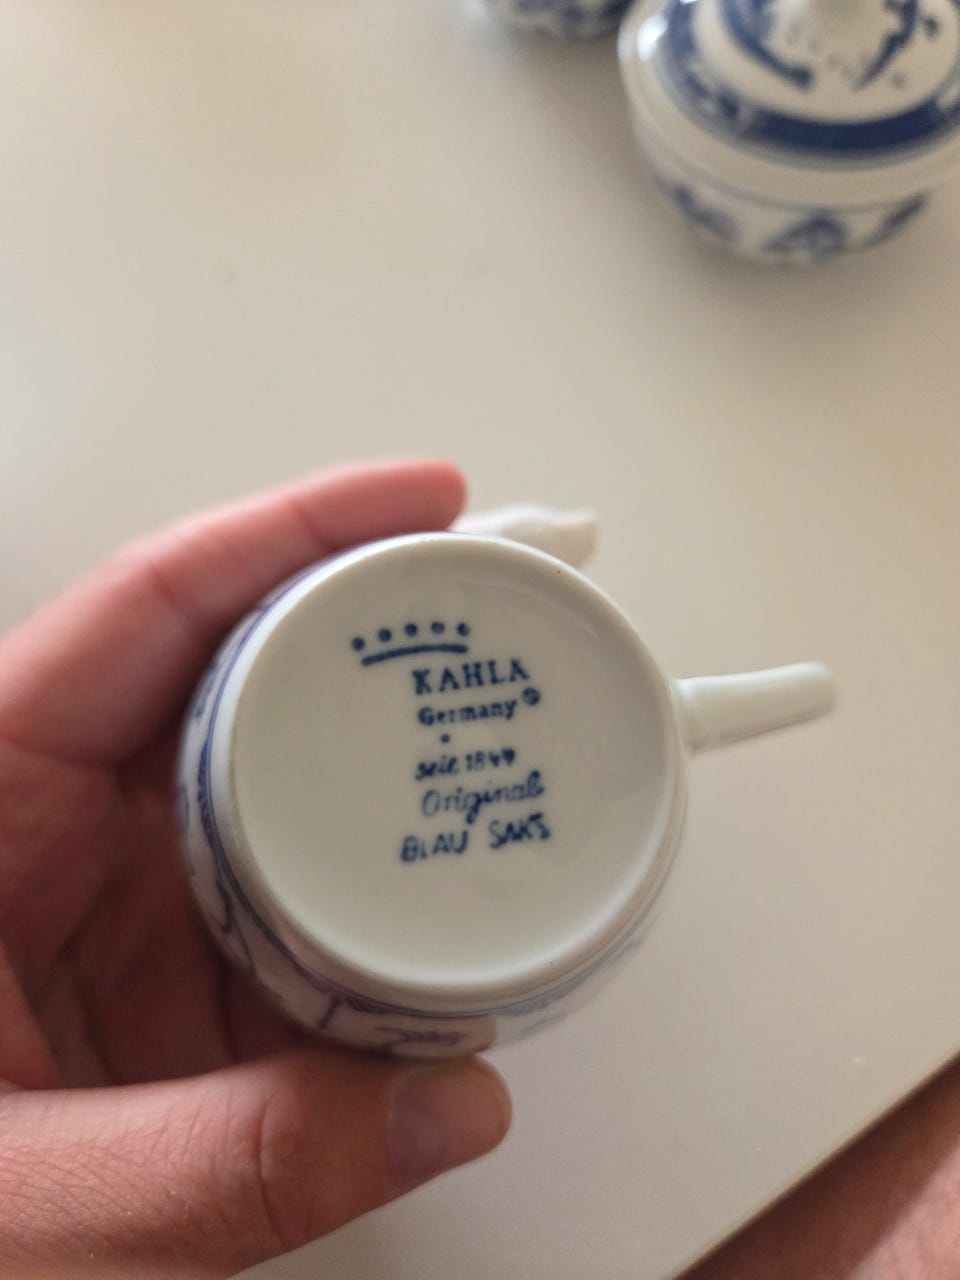 KAHLA
Germany
seit 1844
Original
BLAU SAKS